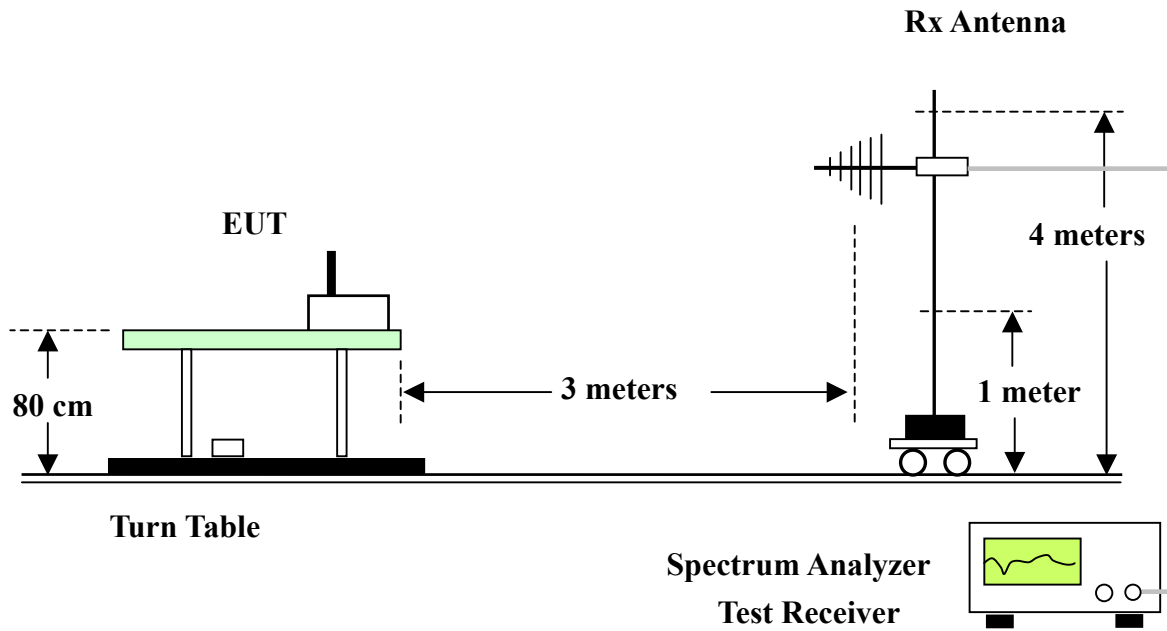 Rx Antenna
EUT
4 meters
80 cm
3 meters
1 meter
Turn Table
Spectrum Analyzer
Test Receiver